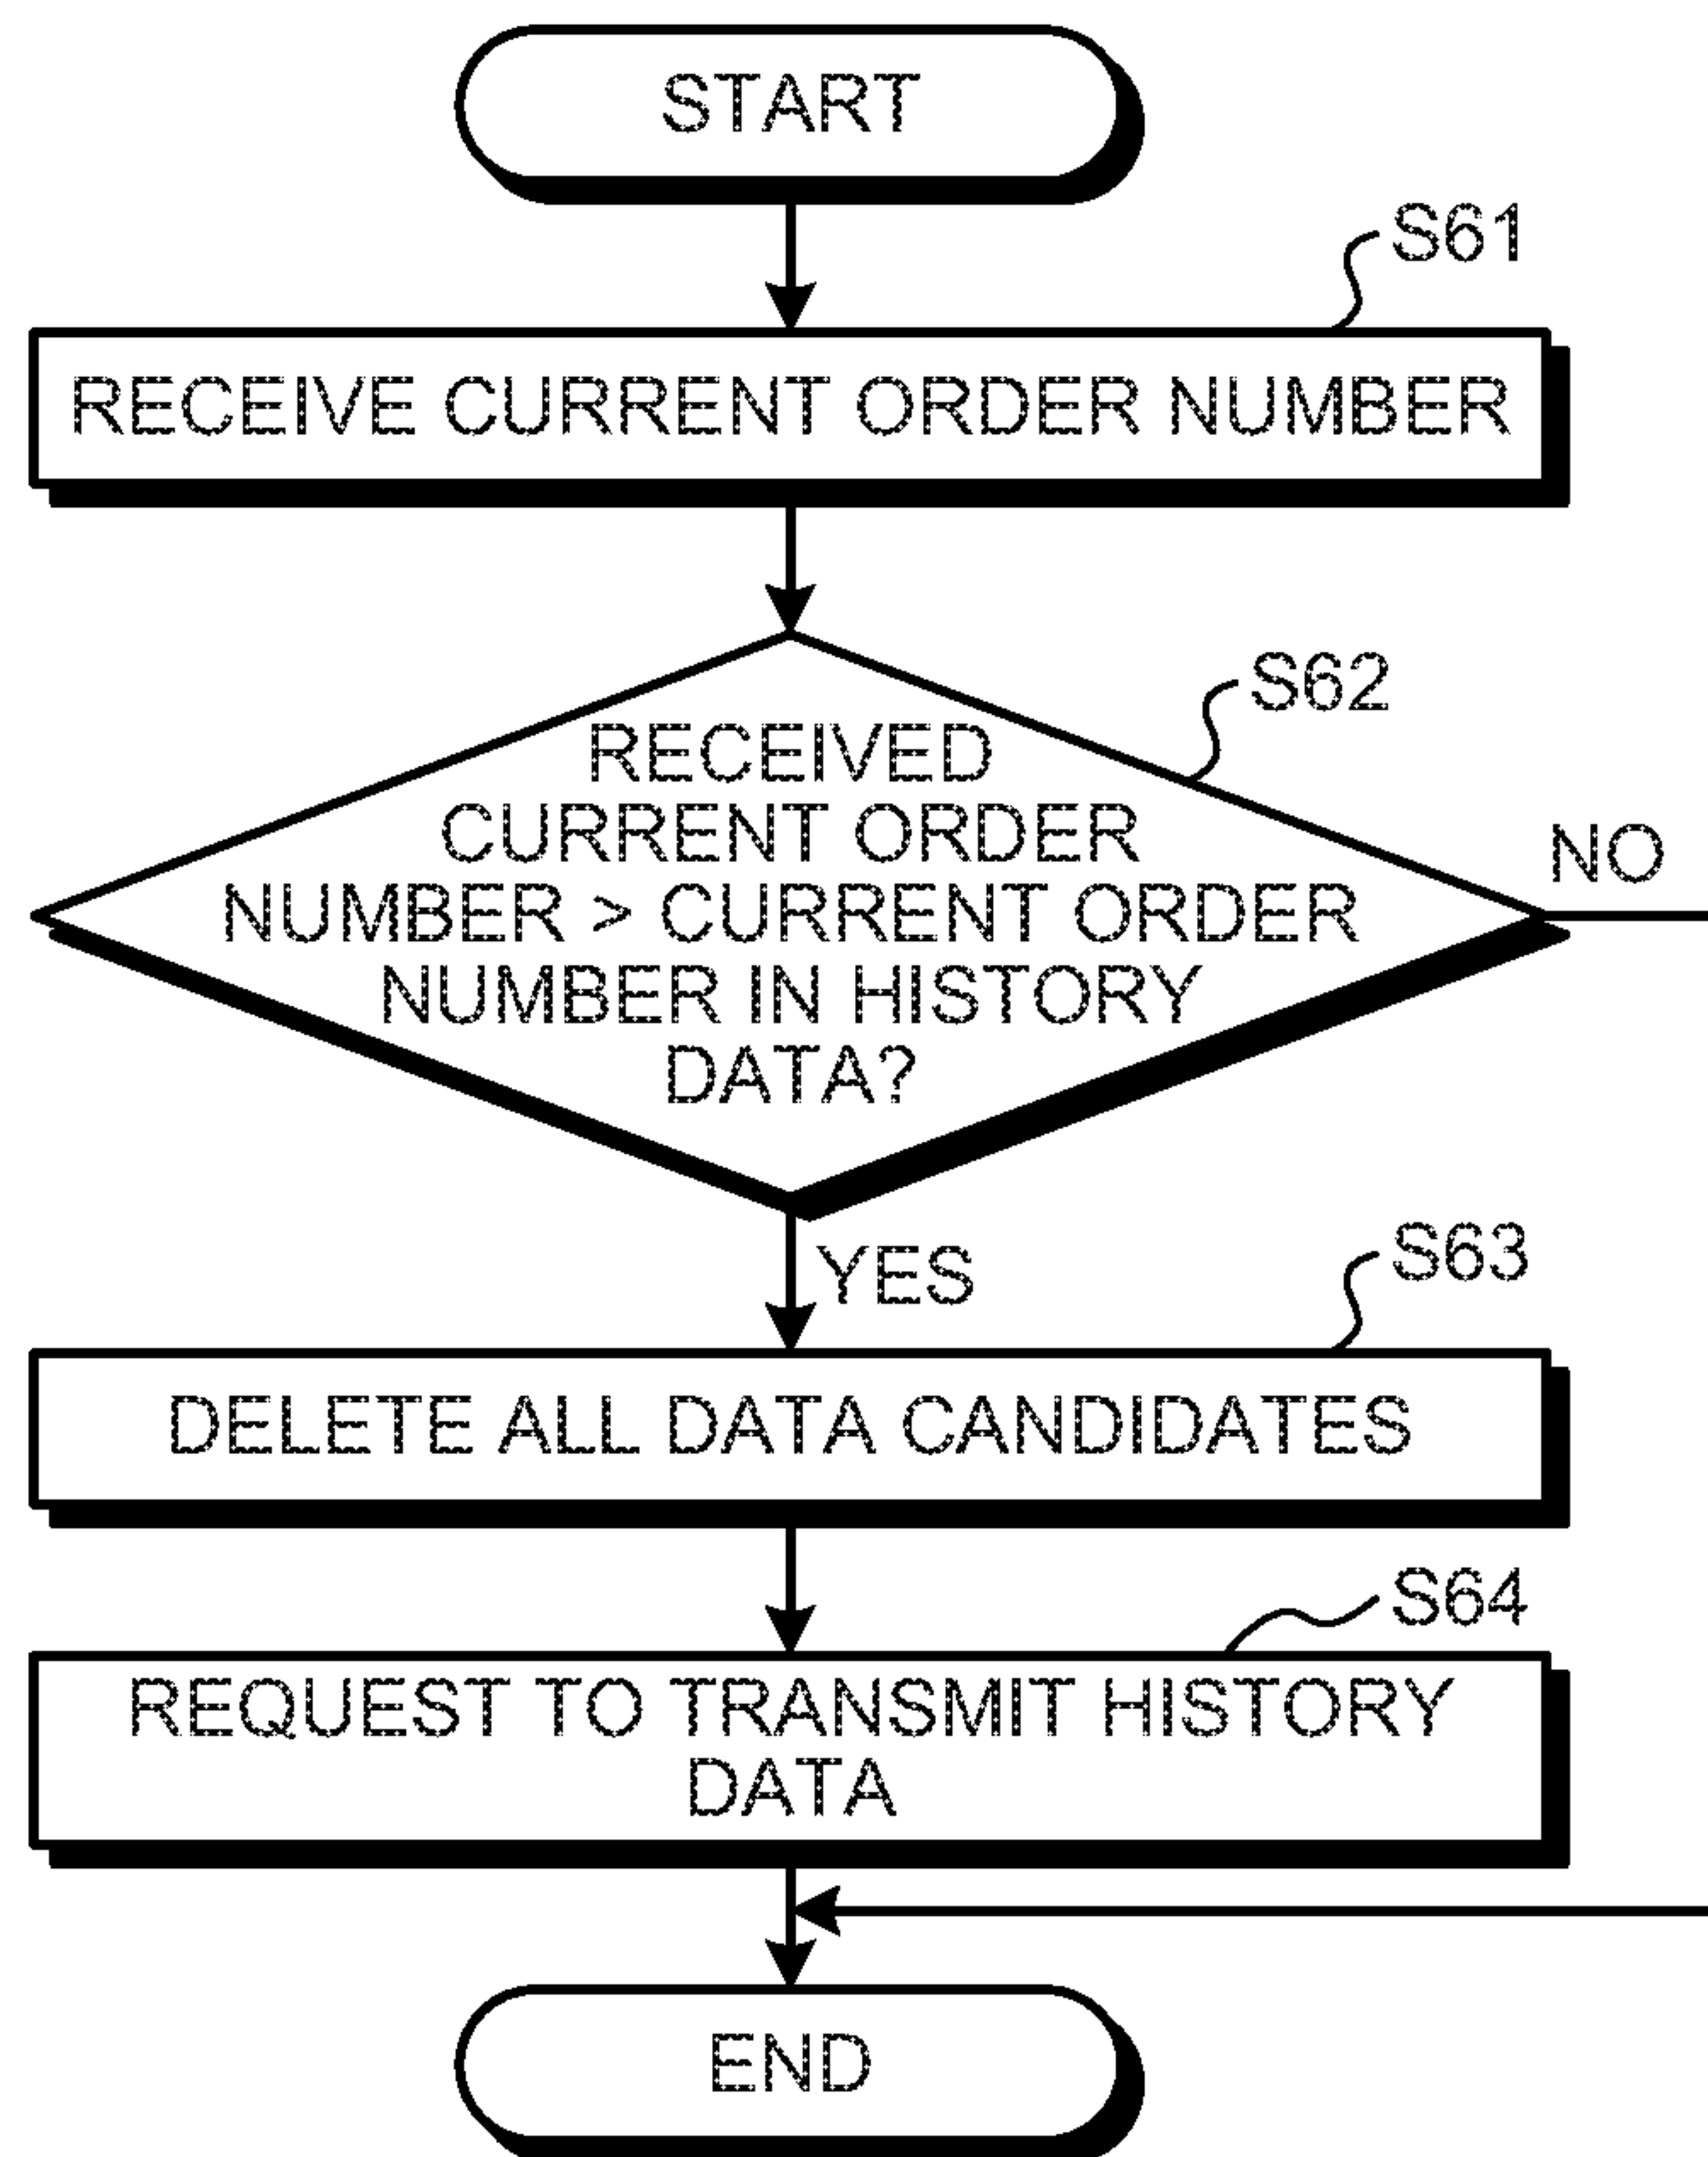 START
S61
RECEIVE CURRENT ORDER NUMBER
S62
RECEIVED
CURRENT ORDER
NUMBER > CURRENT ORDER
NUMBER IN HISTORY
DATA?
NO
YES
S63
DELETE ALL DATA CANDIDATES
S64
REQUEST TO TRANSMIT HISTORY
DATA
END